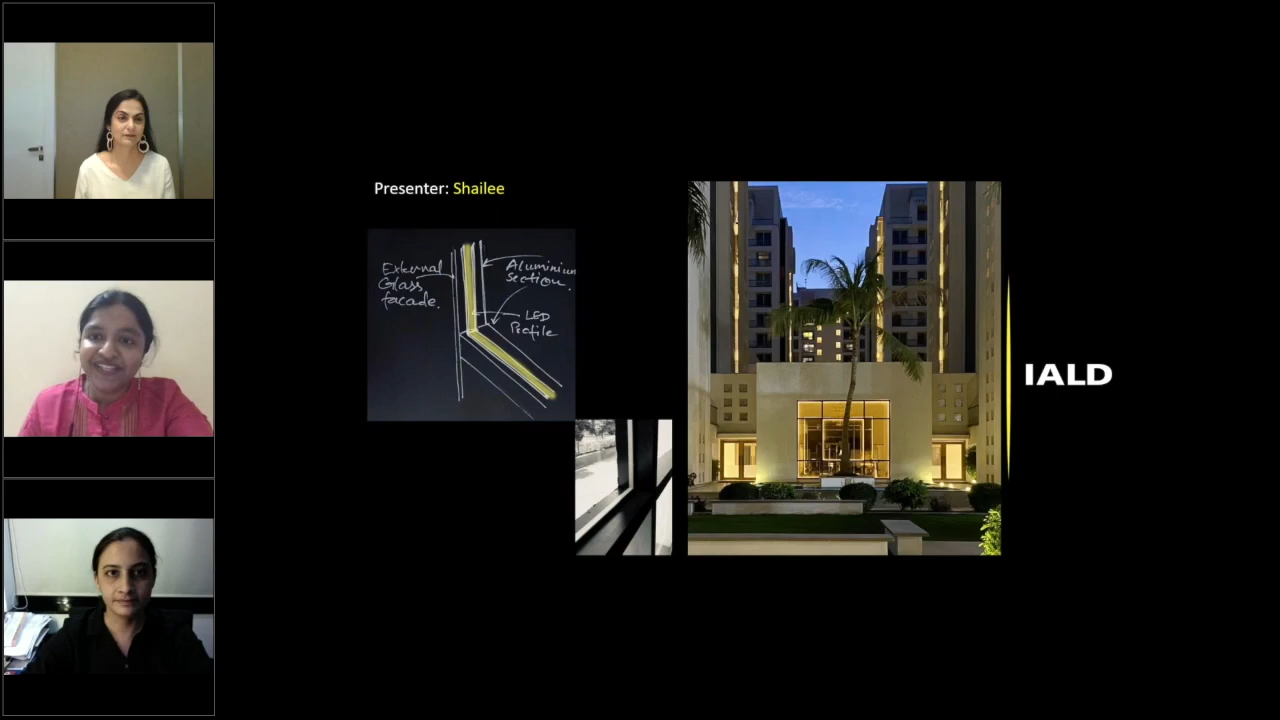 Presenter: Shailee
External
Glass
facade.
Aluminium
section.
LED
Profile
IALD